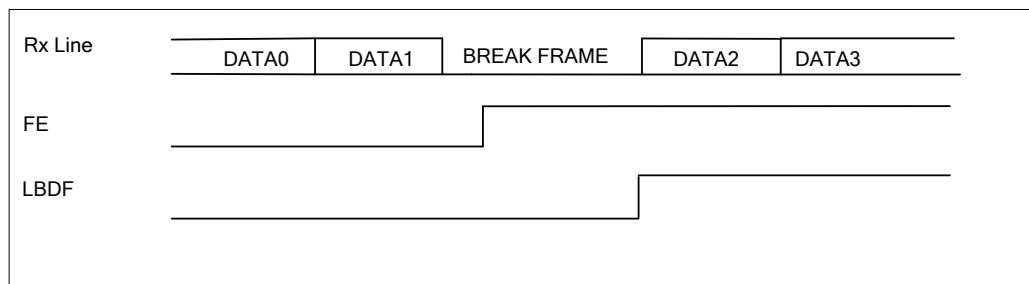 Rx Line
DATA0 DATA1 BREAK FRAME DATA2 DATA3
FE
LBDF